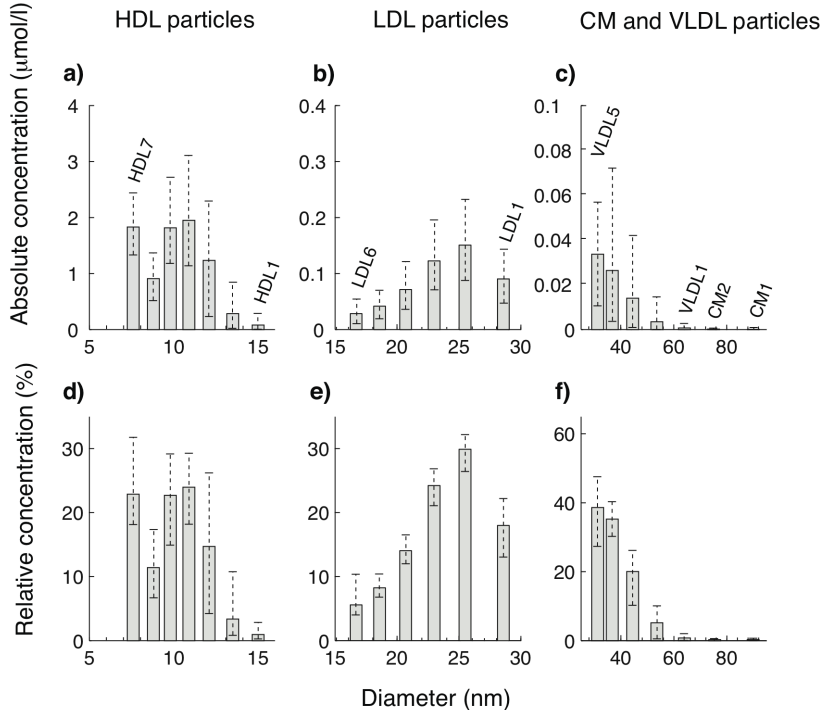 HDL particles
LDL particles
CM and VLDL particles
Absolute concentration (μmol/l)
a)
b)
c)
4
3
2
1
0
HDL7
HDL1
5
10
15
0.4
0.3
0.2
0.1
0
LDL6
LDL1
15
20
25
30
0.1
0.08
0.06
0.04
0.02
0
VLDL5
VLDL1
CM2
CM1
40
60
80
Relative concentration (%)
d)
e)
f)
30
20
10
0
5
10
15
30
20
10
0
15
20
25
30
60
40
20
0
40
60
80
Diameter (nm)